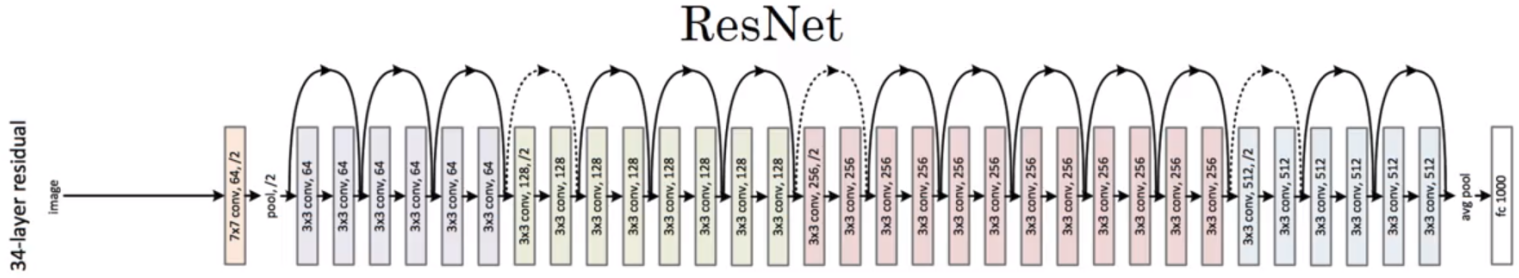 ResNet
34-layer residual
image
7x7 conv, 64, /2
pool, /2
3x3 conv, 64
3x3 conv, 64
3x3 conv, 64
3x3 conv, 64
3x3 conv, 64
3x3 conv, 64
3x3 conv, 128, /2
3x3 conv, 128
3x3 conv, 128
3x3 conv, 128
3x3 conv, 128
3x3 conv, 128
3x3 conv, 128
3x3 conv, 128
3x3 conv, 256, /2
3x3 conv, 256
3x3 conv, 256
3x3 conv, 256
3x3 conv, 256
3x3 conv, 256
3x3 conv, 256
3x3 conv, 256
3x3 conv, 256
3x3 conv, 256
3x3 conv, 256
3x3 conv, 256
3x3 conv, 512, /2
3x3 conv, 512
3x3 conv, 512
3x3 conv, 512
3x3 conv, 512
3x3 conv, 512
avg pool
fc 1000